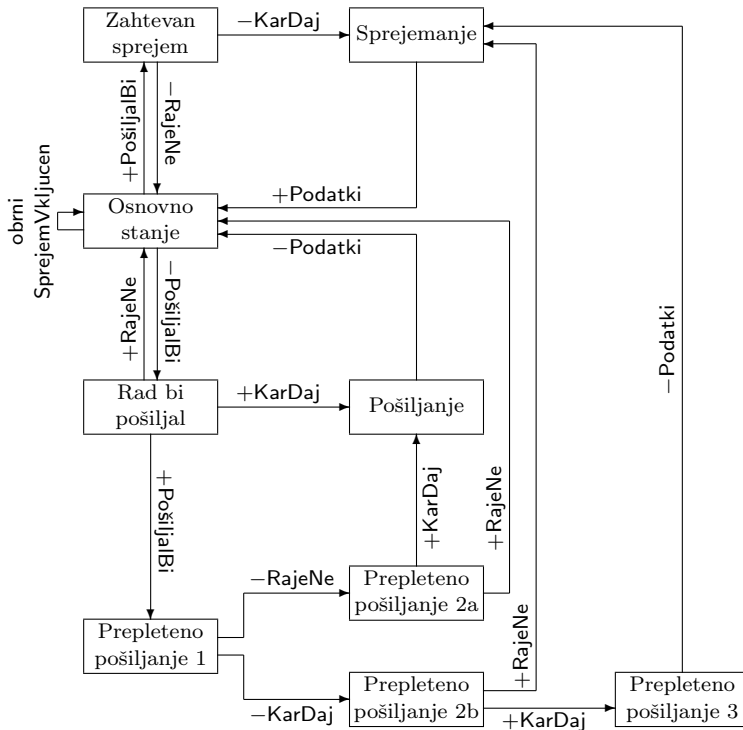 Zahtevan
sprejem
−KarDaj
Sprejemanje
+PošiljalBi
−RajeNe
+Podatki
obrni
SprejemVkljucen
Osnovno
stanje
−Podatki
+RajeNe
−PošiljalBi
−Podatki
Rad bi
pošiljal
+KarDaj
Pošiljanje
+PošiljalBi
+KarDaj
+RajeNe
−RajeNe
Prepleteno
pošiljanje 2a
Prepleteno
pošiljanje 1
+RajeNe
−KarDaj
Prepleteno
pošiljanje 2b
+KarDaj
Prepleteno
pošiljanje 3